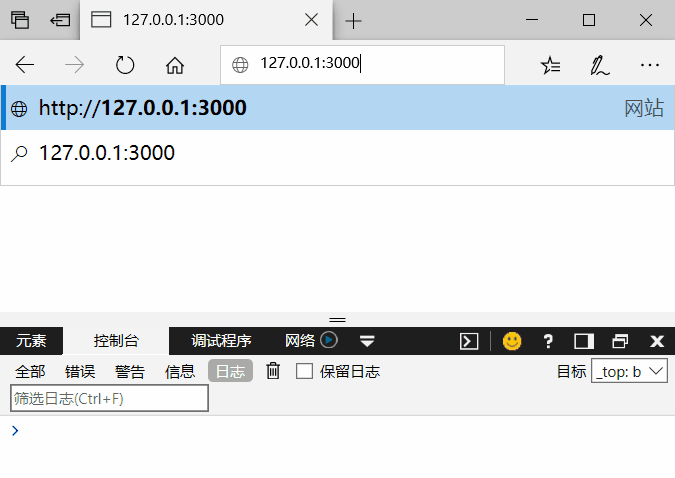 127.0.0.1:3000
127.0.0.1:3000
http://127.0.0.1:3000 网站
127.0.0.1:3000
元素 控制台 调试程序 网络
全部 错误 警告 信息 日志 保留日志 目标 _top: b
筛选日志(Ctrl+F)